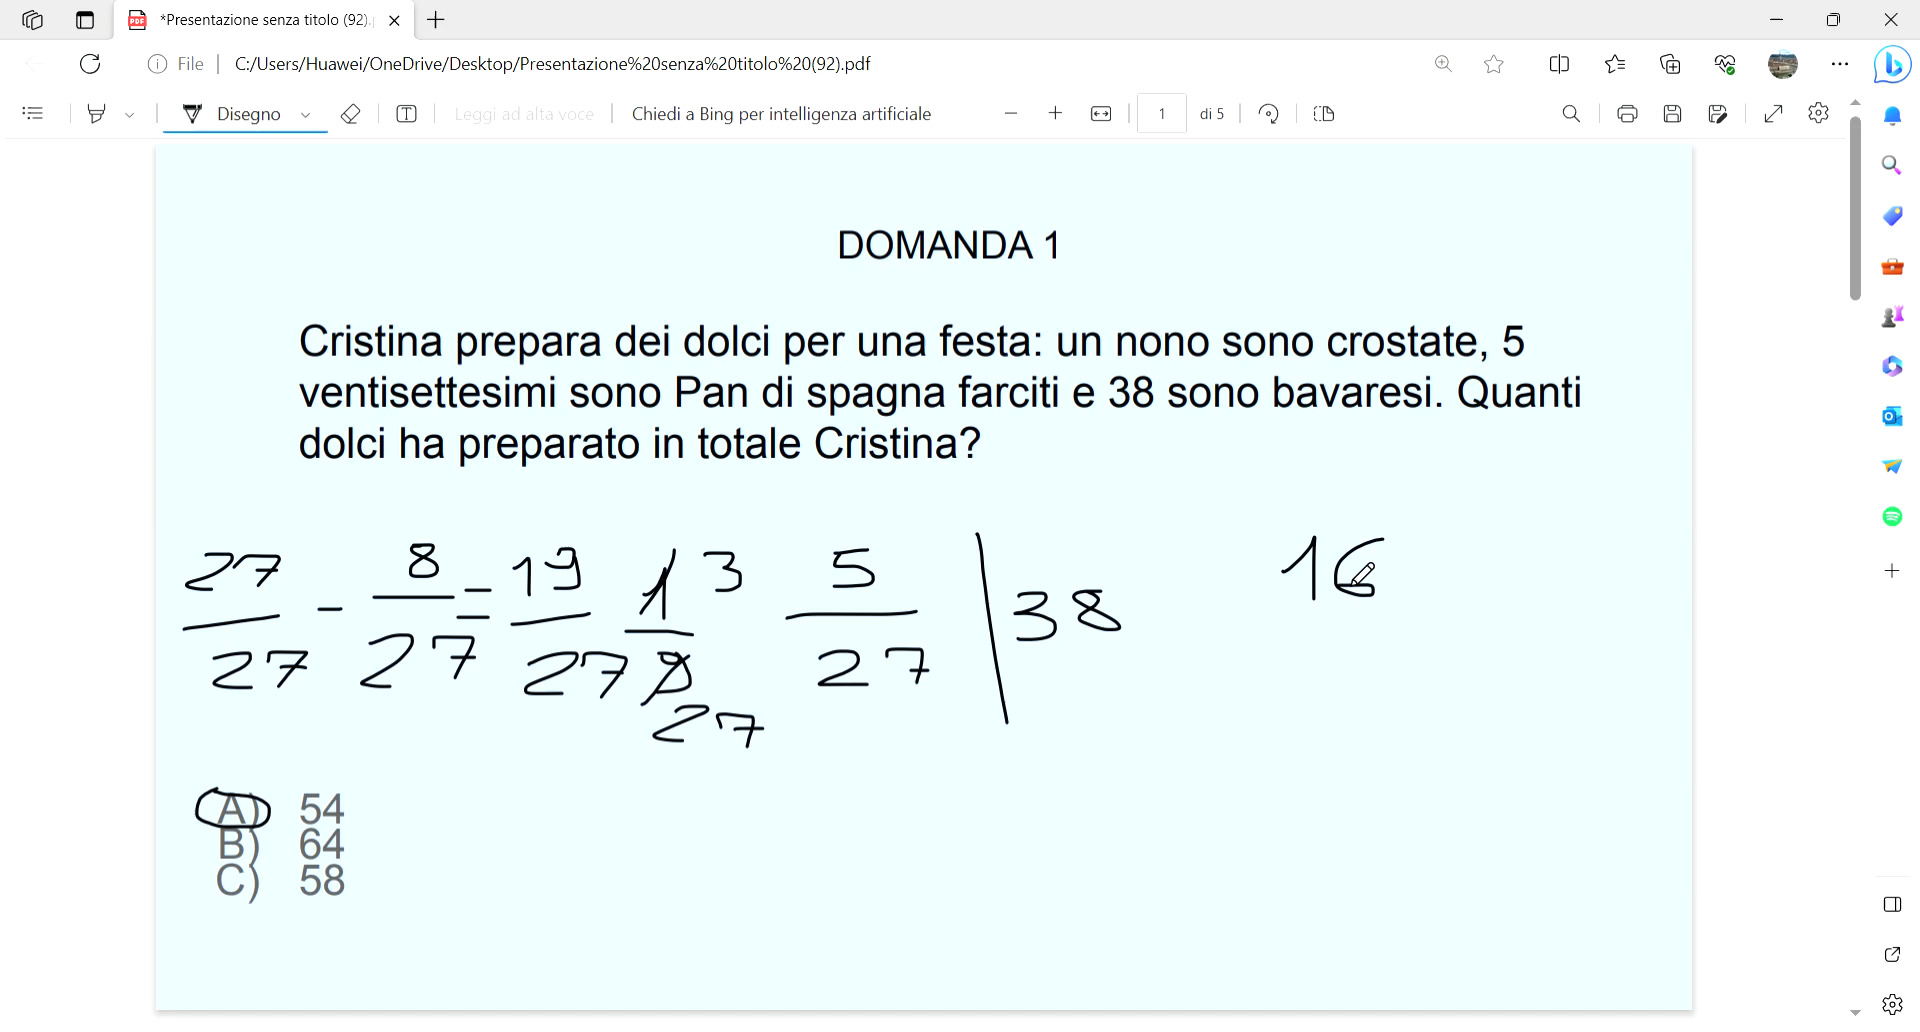 *Presentazione senza titolo (92).
File C:/Users/Huawei/OneDrive/Desktop/Presentazione%20senza%20titolo%20(92).pdf
Disegno Leggi ad alta voce Chiedi a Bing per intelligenza artificiale 1 di 5
DOMANDA 1
Cristina prepara dei dolci per una festa: un nono sono crostate, 5
ventisettesimi sono Pan di spagna farciti e 38 sono bavaresi. Quanti
dolci ha preparato in totale Cristina?
27 - 8 = 19 1 3 5 38 16
27 27 27 9 27
27
A) 54
B) 64
C) 58